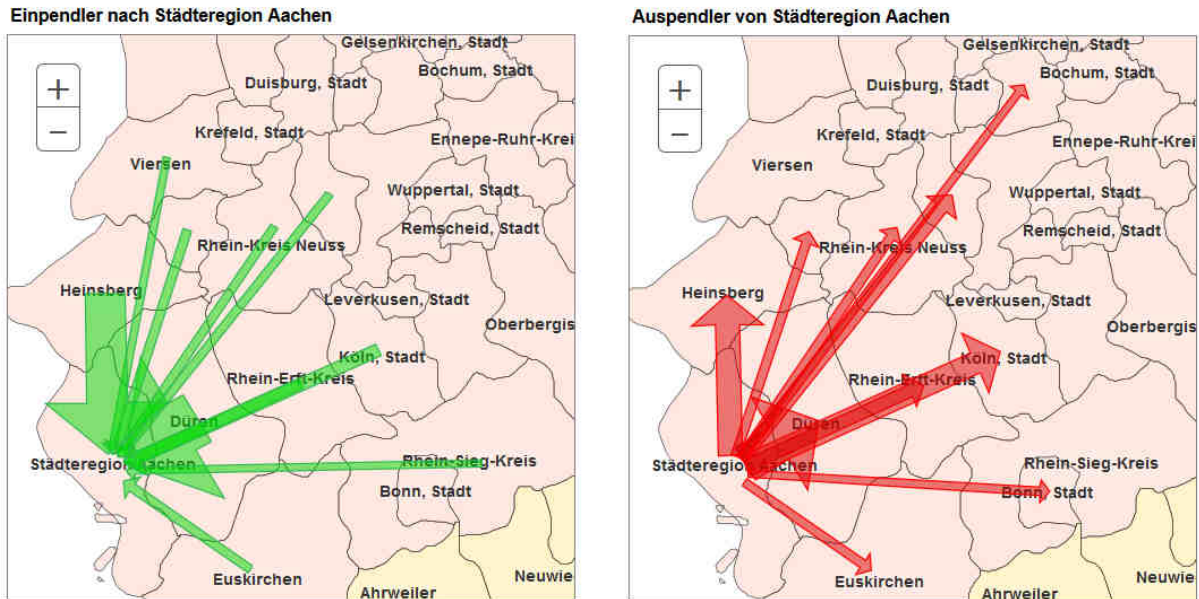 Einpendler nach Städteregion Aachen
Gelsenkirchen, Stadt
Bochum, Stadt
Duisburg, Stadt
+
−
Krefeld, Stadt
Ennepe-Ruhr-Krei
Viersen
Wuppertal, Stadt
Remscheid, Stadt
Rhein-Kreis Neuss
Heinsberg
Leverkusen, Stadt
Oberbergis
Köln, Stadt
Rhein-Erft-Kreis
Düren
Städteregion Aachen
Rhein-Sieg-Kreis
Bonn, Stadt
Euskirchen
Neuwie
Ahrweiler
Auspendler von Städteregion Aachen
Gelsenkirchen, Stadt
Bochum, Stadt
Duisburg, Stadt
+
−
Krefeld, Stadt
Ennepe-Ruhr-Krei
Viersen
Wuppertal, Stadt
Remscheid, Stadt
Rhein-Kreis Neuss
Heinsberg
Leverkusen, Stadt
Oberbergis
Köln, Stadt
Rhein-Erft-Kreis
Düren
Städteregion Aachen
Rhein-Sieg-Kreis
Bonn, Stadt
Euskirchen
Neuwie
Ahrweiler